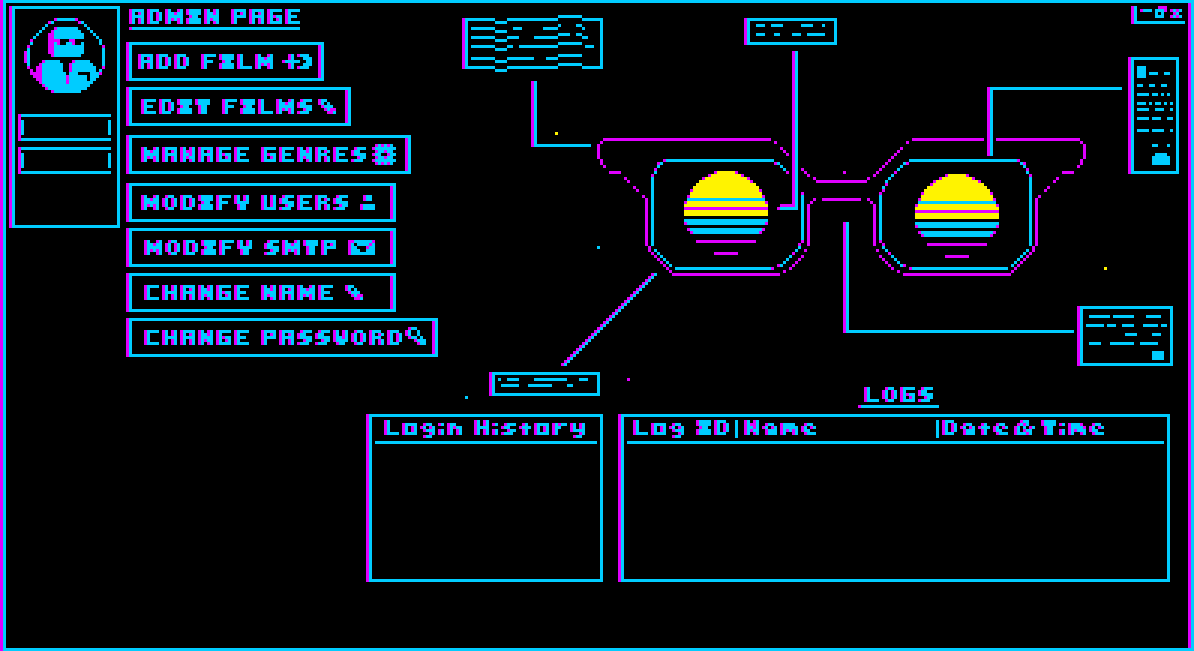 ADMIN PAGE
ADD FILM
EDIT FILMS
MANAGE GENRES
MODIFY USERS
MODIFY SMTP
CHANGE NAME
CHANGE PASSWORD
LOGS
Login History
Log ID|Name |Date&Time